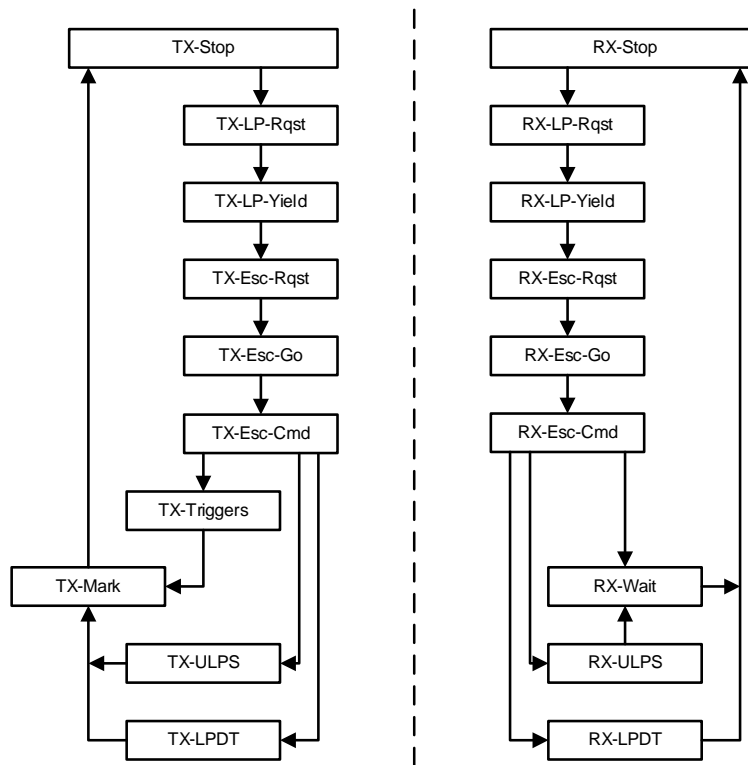 TX-Stop
RX-Stop
TX-LP-Rqst
RX-LP-Rqst
TX-LP-Yield
RX-LP-Yield
TX-Esc-Rqst
RX-Esc-Rqst
TX-Esc-Go
RX-Esc-Go
TX-Esc-Cmd
RX-Esc-Cmd
TX-Triggers
TX-Mark
RX-Wait
TX-ULPS
RX-ULPS
TX-LPDT
RX-LPDT